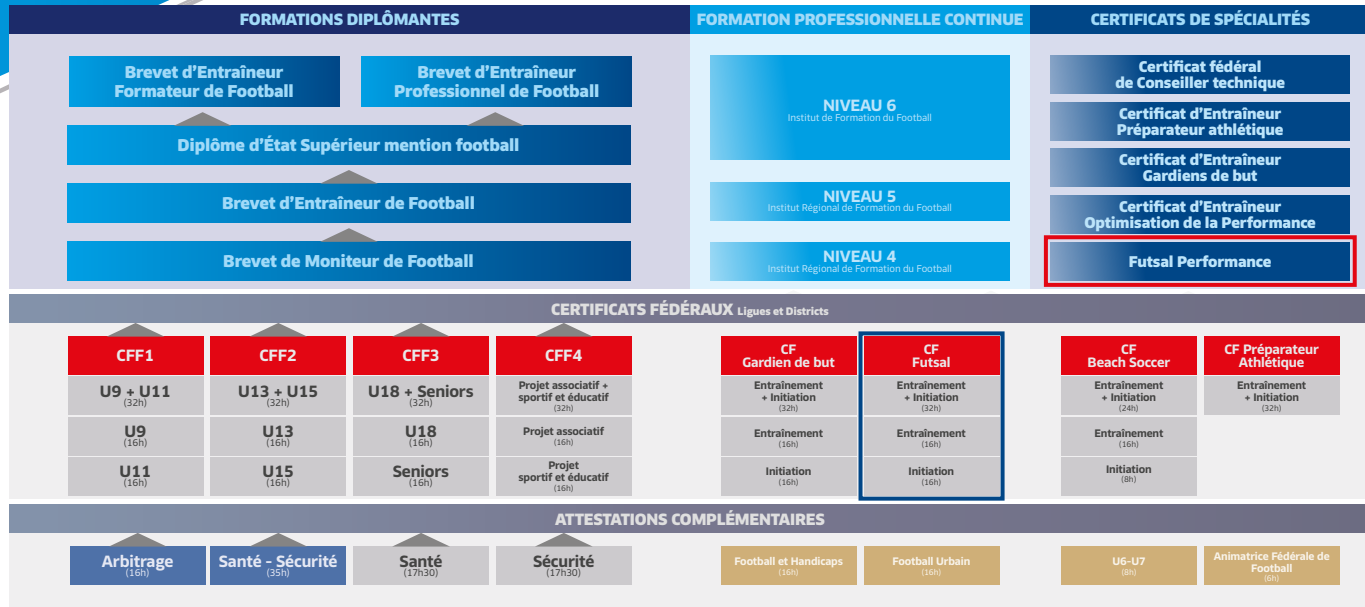 FORMATIONS DIPLÔMANTES
FORMATION PROFESSIONNELLE CONTINUE
CERTIFICATS DE SPÉCIALITÉS
Brevet d'Entraîneur
Formateur de Football
Brevet d'Entraîneur
Professionnel de Football
Diplôme d'État Supérieur mention football
Brevet d'Entraîneur de Football
Brevet de Moniteur de Football
NIVEAU 6
Institut de Formation du Football
NIVEAU 5
Institut Régional de Formation du Football
NIVEAU 4
Institut Régional de Formation du Football
Certificat fédéral
de Conseiller technique
Certificat d'Entraîneur
Préparateur athlétique
Certificat d'Entraîneur
Gardiens de but
Certificat d'Entraîneur
Optimisation de la Performance
Futsal Performance
CERTIFICATS FÉDÉRAUX Ligues et Districts
CFF1
U9 + U11
(32h)
U9
(16h)
U11
(16h)
CFF2
U13 + U15
(32h)
U13
(16h)
U15
(16h)
CFF3
U18 + Seniors
(32h)
U18
(16h)
Seniors
(16h)
CFF4
Projet associatif +
sportif et éducatif
(32h)
Projet associatif
(16h)
Projet
sportif et éducatif
(16h)
CF
Gardien de but
Entraînement
+ Initiation
(32h)
Entraînement
(16h)
Initiation
(16h)
CF
Futsal
Entraînement
+ Initiation
(32h)
Entraînement
(16h)
Initiation
(16h)
CF
Beach Soccer
Entraînement
+ Initiation
(24h)
Entraînement
(16h)
Initiation
(8h)
CF Préparateur
Athlétique
Entraînement
+ Initiation
(32h)
ATTESTATIONS COMPLÉMENTAIRES
Arbitrage
(16h)
Santé - Sécurité
(35h)
Santé
(17h30)
Sécurité
(17h30)
Football et Handicaps
(16h)
Football Urbain
(16h)
U6-U7
(8h)
Animatrice Fédérale de
Football
(6h)